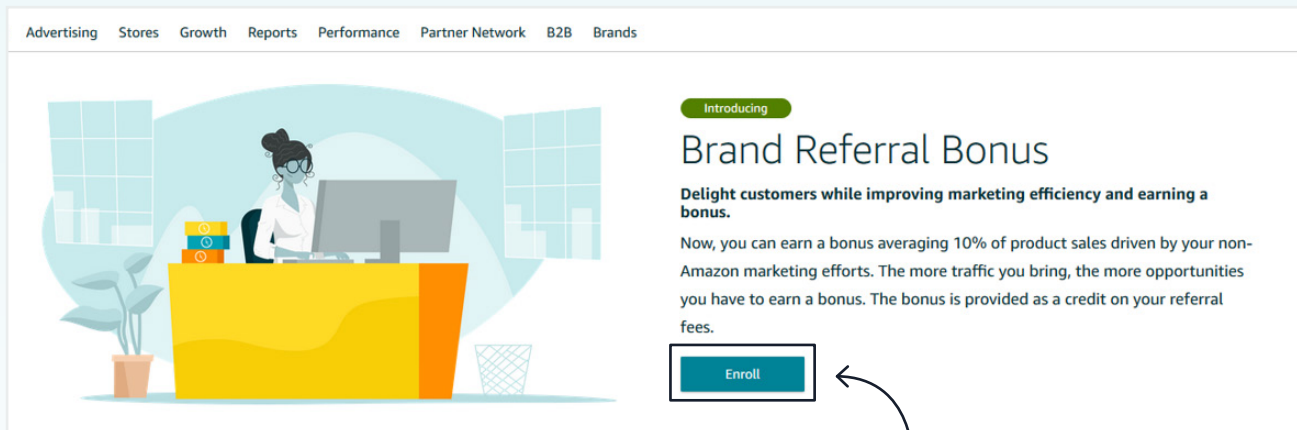 Advertising Stores Growth Reports Performance Partner Network B2B Brands
Introducing
Brand Referral Bonus
Delight customers while improving marketing efficiency and earning a
bonus.
Now, you can earn a bonus averaging 10% of product sales driven by your non-
Amazon marketing efforts. The more traffic you bring, the more opportunities
you have to earn a bonus. The bonus is provided as a credit on your referral
fees.
Enroll